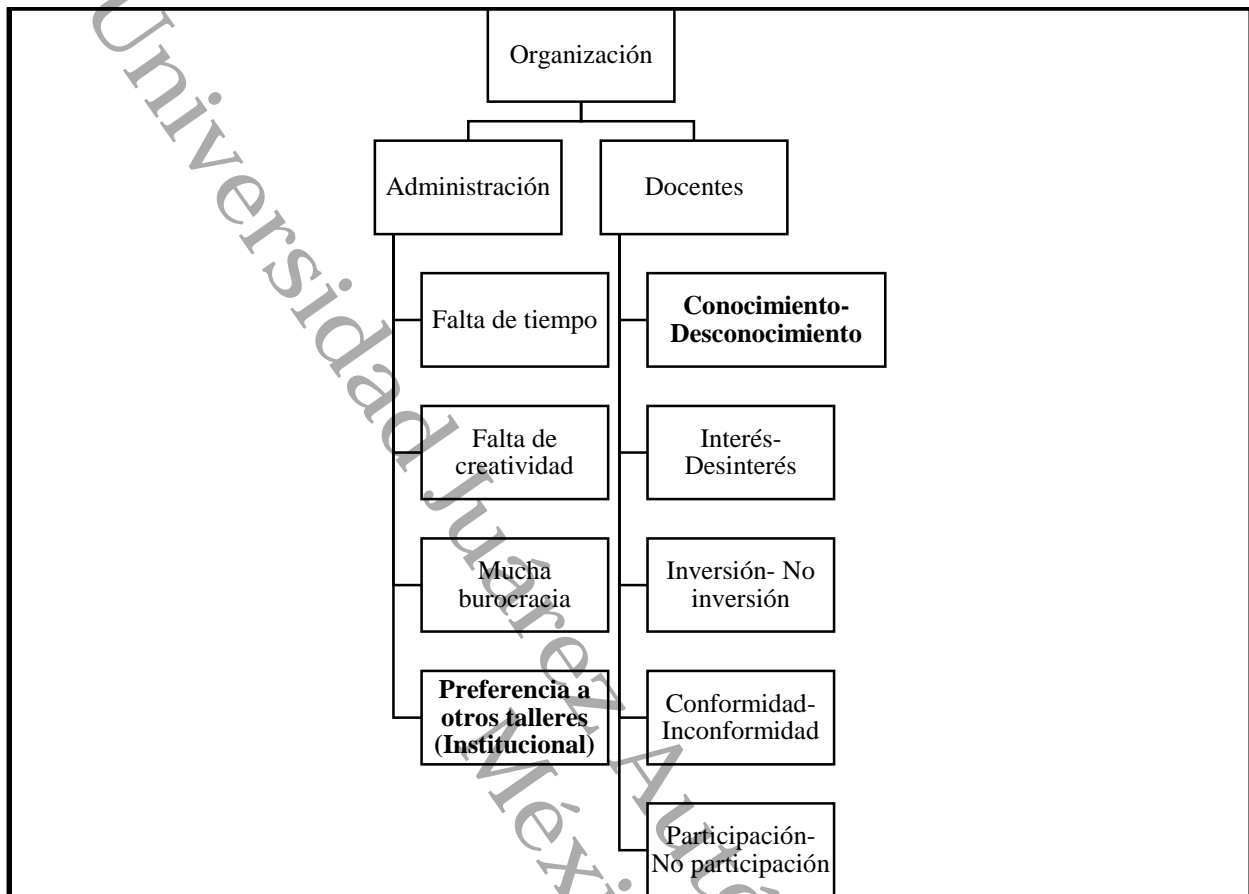 Organización
Administración
Docentes
Falta de tiempo
Conocimiento-
Desconocimiento
Falta de
creatividad
Interés-
Desinterés
Mucha
burocracia
Inversión- No
inversión
Preferencia a
otros talleres
(Institucional)
Conformidad-
Inconformidad
Participación-
No participación
Universidad Juárez Autó
Méxi